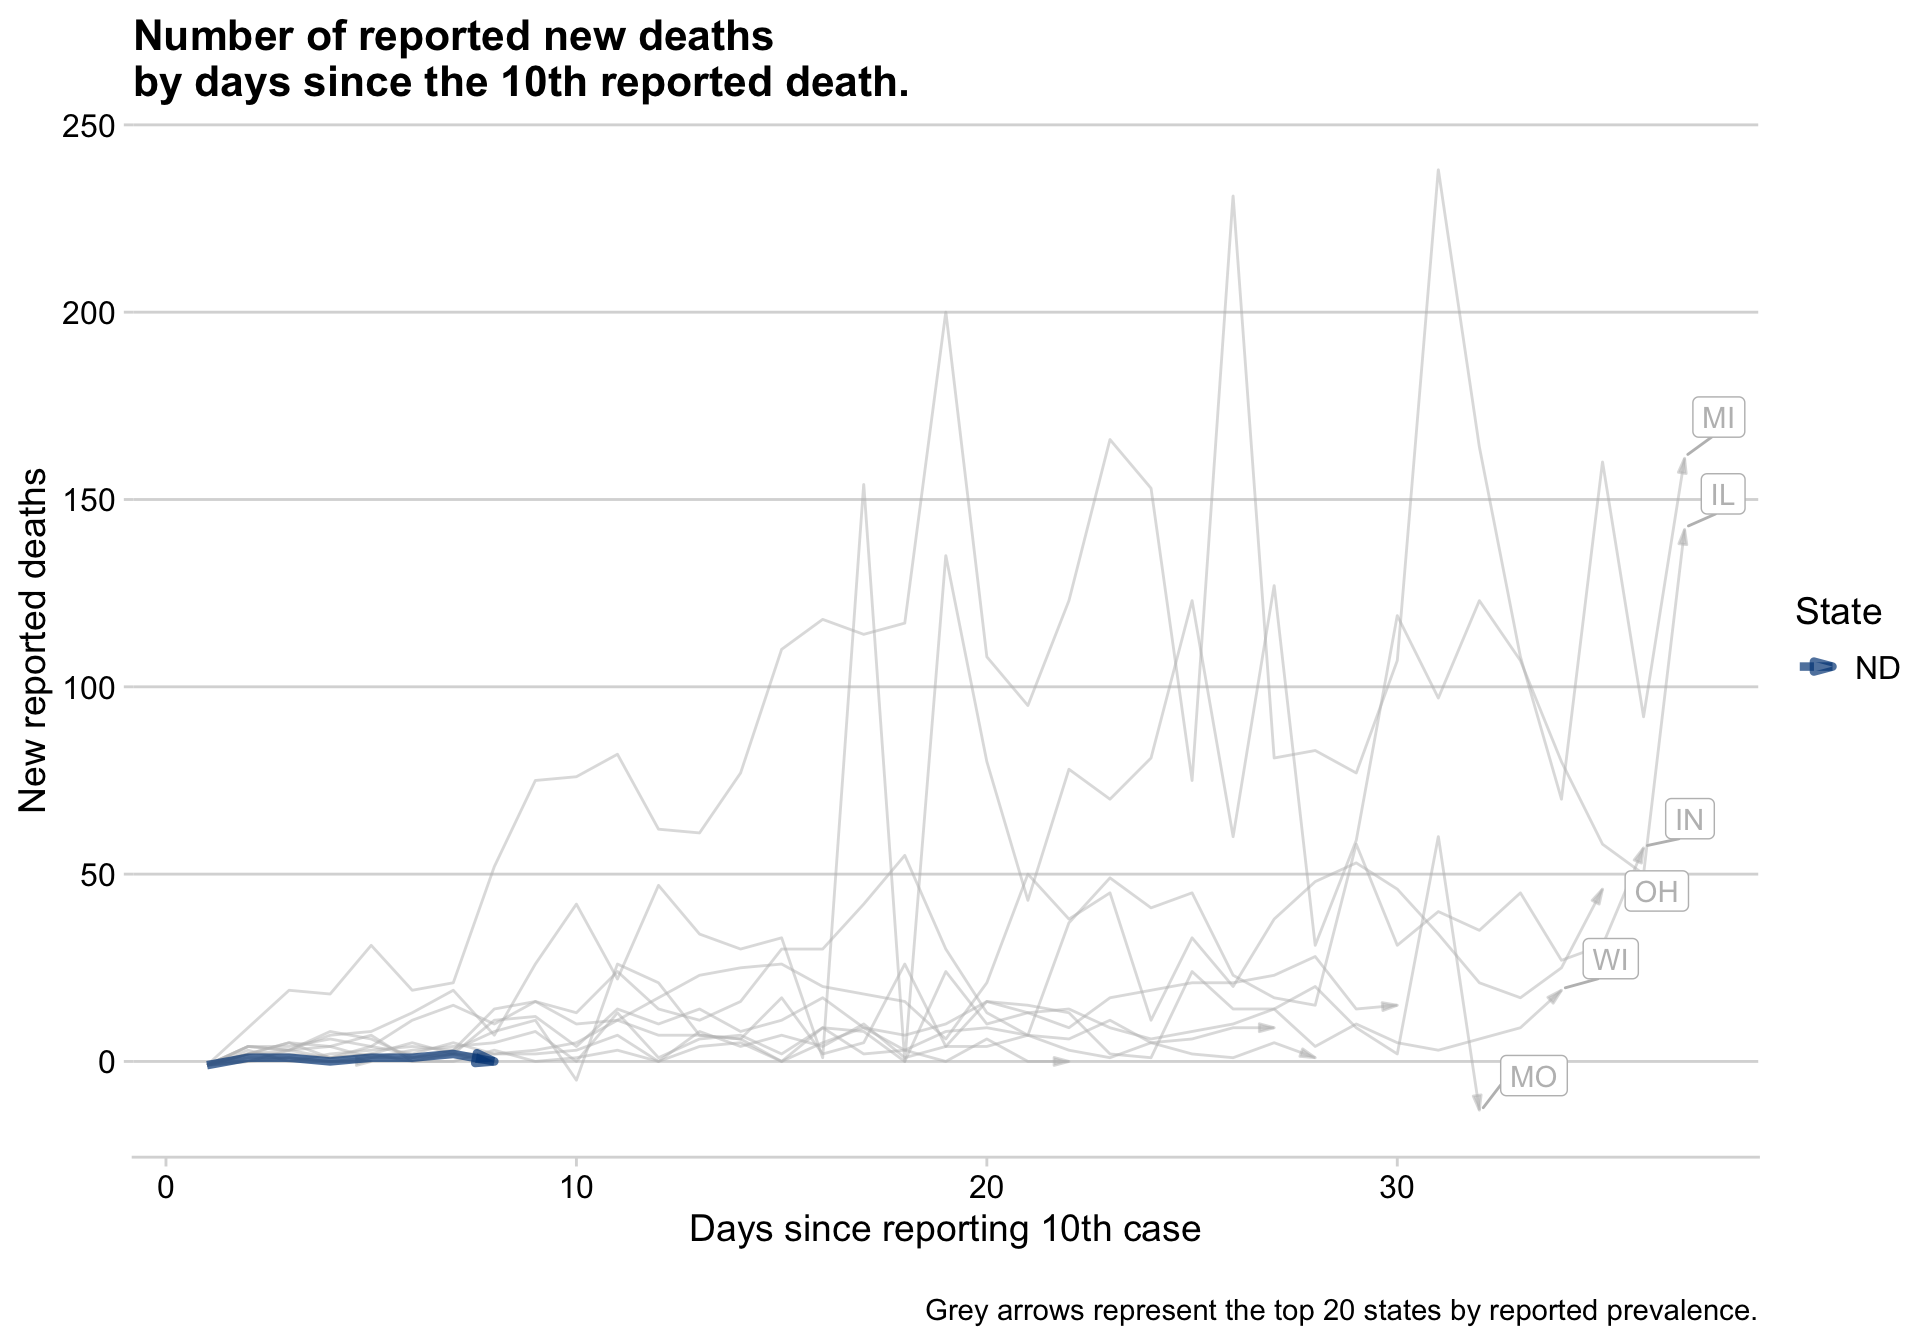 Number of reported new deaths
by days since the 10th reported death.
250
200
150
100
50
0
New reported deaths
MI
IL
IN
OH
WI
MO
State
ND
0
10
20
30
Days since reporting 10th case
Grey arrows represent the top 20 states by reported prevalence.